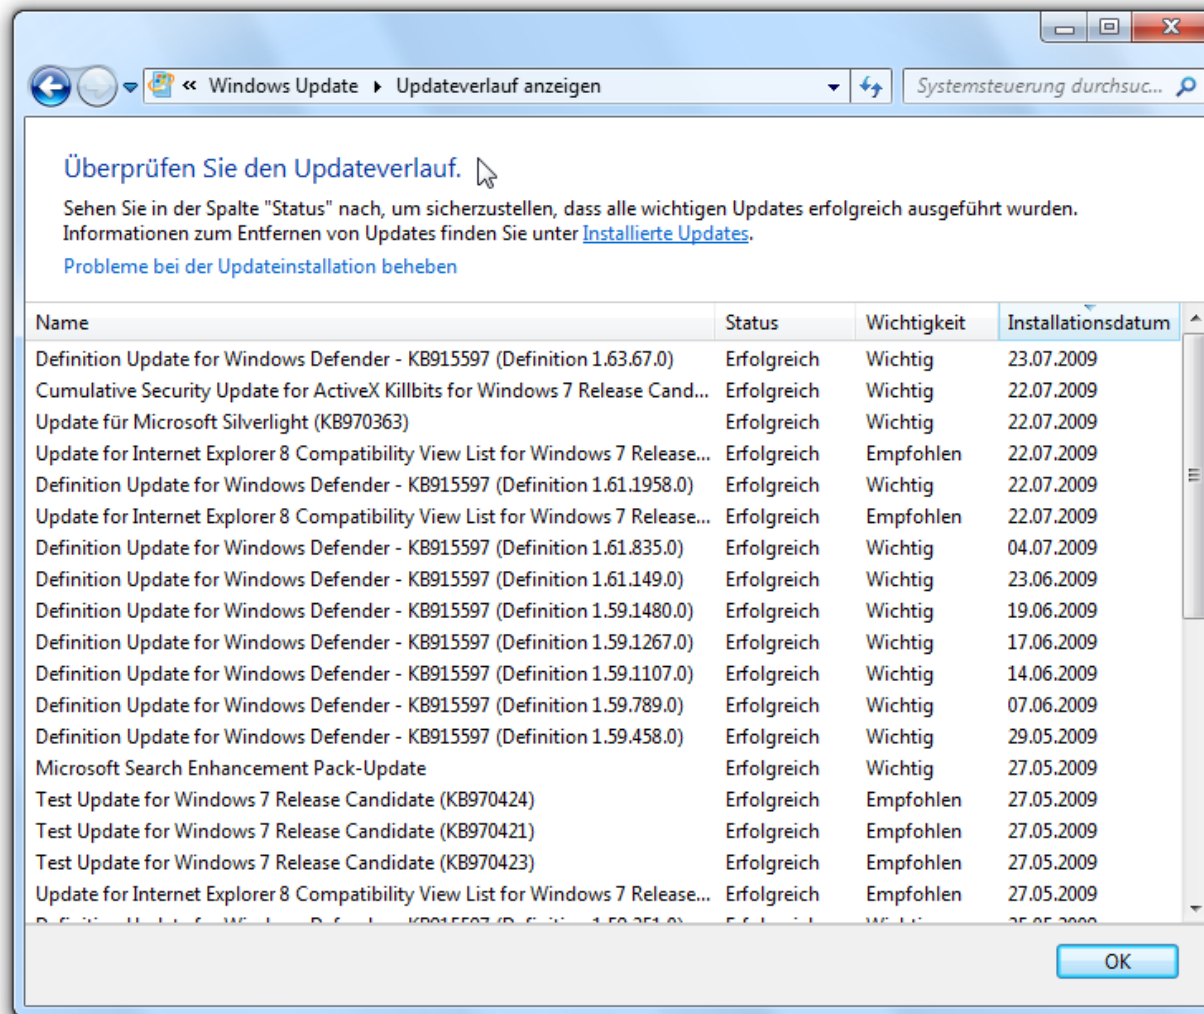 « Windows Update ▸ Updateverlauf anzeigen Systemsteuerung durchsuc...
Überprüfen Sie den Updateverlauf.
Sehen Sie in der Spalte "Status" nach, um sicherzustellen, dass alle wichtigen Updates erfolgreich ausgeführt wurden.
Informationen zum Entfernen von Updates finden Sie unter Installierte Updates.
Probleme bei der Updateinstallation beheben
Name Status Wichtigkeit Installationsdatum
Definition Update for Windows Defender - KB915597 (Definition 1.63.67.0) Erfolgreich Wichtig 23.07.2009
Cumulative Security Update for ActiveX Killbits for Windows 7 Release Cand... Erfolgreich Wichtig 22.07.2009
Update für Microsoft Silverlight (KB970363) Erfolgreich Wichtig 22.07.2009
Update for Internet Explorer 8 Compatibility View List for Windows 7 Release... Erfolgreich Empfohlen 22.07.2009
Definition Update for Windows Defender - KB915597 (Definition 1.61.1958.0) Erfolgreich Wichtig 22.07.2009
Update for Internet Explorer 8 Compatibility View List for Windows 7 Release... Erfolgreich Empfohlen 22.07.2009
Definition Update for Windows Defender - KB915597 (Definition 1.61.835.0) Erfolgreich Wichtig 04.07.2009
Definition Update for Windows Defender - KB915597 (Definition 1.61.149.0) Erfolgreich Wichtig 23.06.2009
Definition Update for Windows Defender - KB915597 (Definition 1.59.1480.0) Erfolgreich Wichtig 19.06.2009
Definition Update for Windows Defender - KB915597 (Definition 1.59.1267.0) Erfolgreich Wichtig 17.06.2009
Definition Update for Windows Defender - KB915597 (Definition 1.59.1107.0) Erfolgreich Wichtig 14.06.2009
Definition Update for Windows Defender - KB915597 (Definition 1.59.789.0) Erfolgreich Wichtig 07.06.2009
Definition Update for Windows Defender - KB915597 (Definition 1.59.458.0) Erfolgreich Wichtig 29.05.2009
Microsoft Search Enhancement Pack-Update Erfolgreich Wichtig 27.05.2009
Test Update for Windows 7 Release Candidate (KB970424) Erfolgreich Empfohlen 27.05.2009
Test Update for Windows 7 Release Candidate (KB970421) Erfolgreich Empfohlen 27.05.2009
Test Update for Windows 7 Release Candidate (KB970423) Erfolgreich Empfohlen 27.05.2009
Update for Internet Explorer 8 Compatibility View List for Windows 7 Release... Erfolgreich Empfohlen 27.05.2009
OK